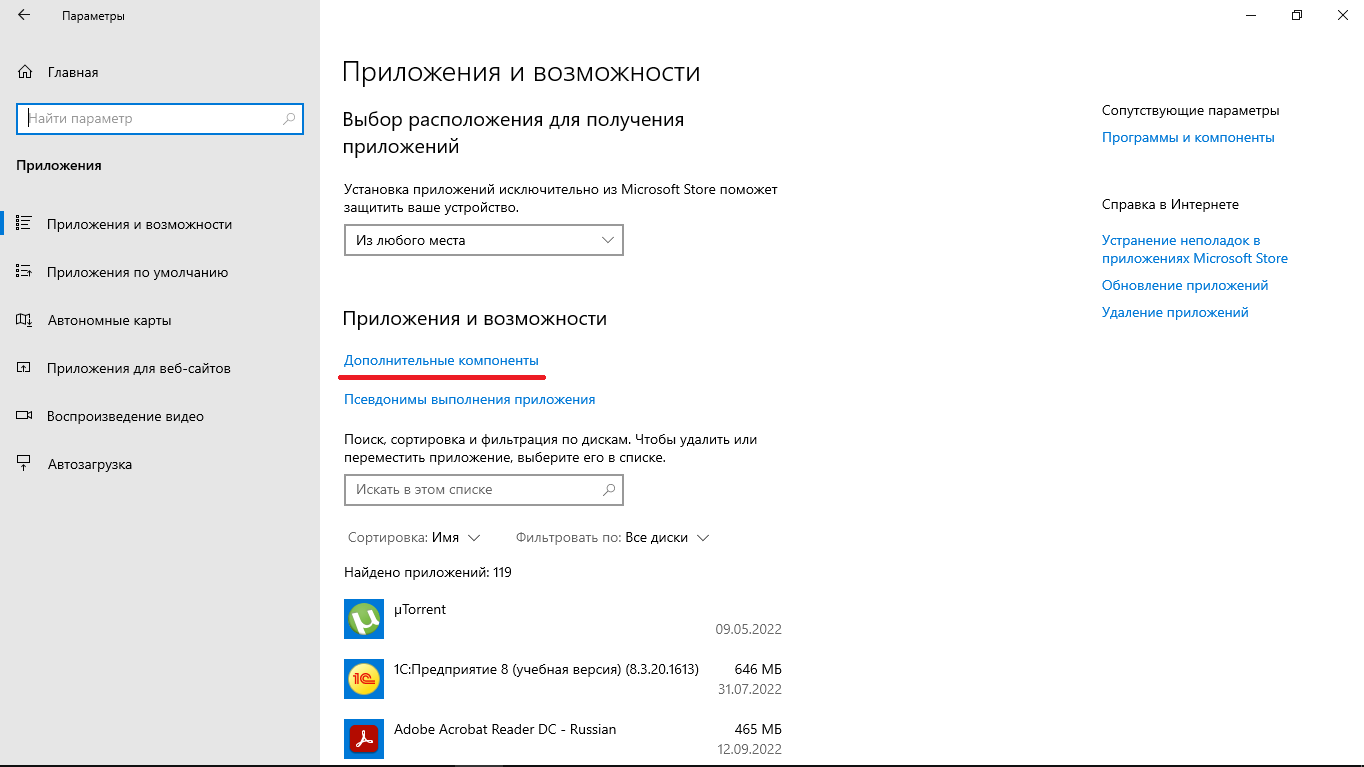 Параметры
Главная
Найти параметр
Приложения
Приложения и возможности
Приложения по умолчанию
Автономные карты
Приложения для веб-сайтов
Воспроизведение видео
Автозагрузка
Приложения и возможности
Выбор расположения для получения
приложений
Установка приложений исключительно из Microsoft Store поможет
защитить ваше устройство.
Из любого места
Приложения и возможности
Дополнительные компоненты
Псевдонимы выполнения приложения
Поиск, сортировка и фильтрация по дискам. Чтобы удалить или
переместить приложение, выберите его в списке.
Искать в этом списке
Сортировка: Имя Фильтровать по: Все диски
Найдено приложений: 119
µTorrent
09.05.2022
1С:Предприятие 8 (учебная версия) (8.3.20.1613) 646 МБ
31.07.2022
Adobe Acrobat Reader DC - Russian 465 МБ
12.09.2022
Сопутствующие параметры
Программы и компоненты
Справка в Интернете
Устранение неполадок в
приложениях Microsoft Store
Обновление приложений
Удаление приложений